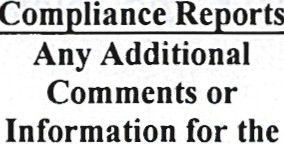 Compliance Reports
Any Additional
Comments or
Information for the